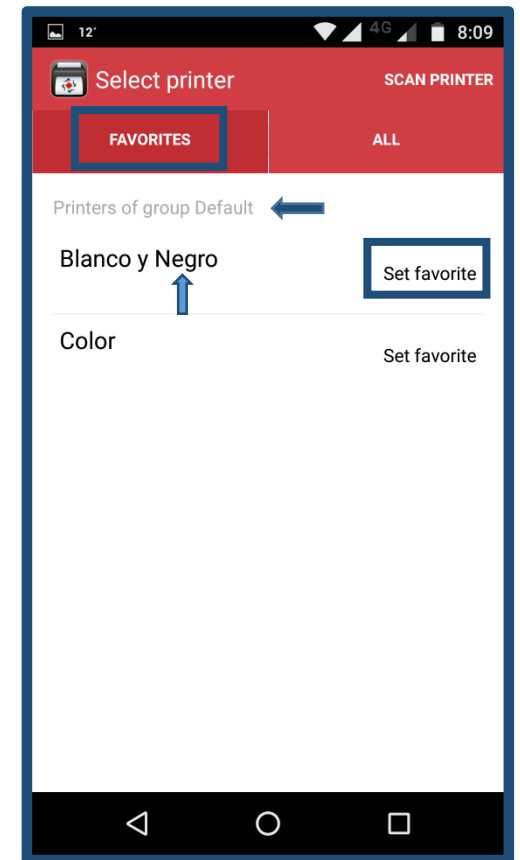 12° 4G 8:09
Select printer SCAN PRINTER
FAVORITES ALL
Printers of group Default
Blanco y Negro
Set favorite
Color
Set favorite